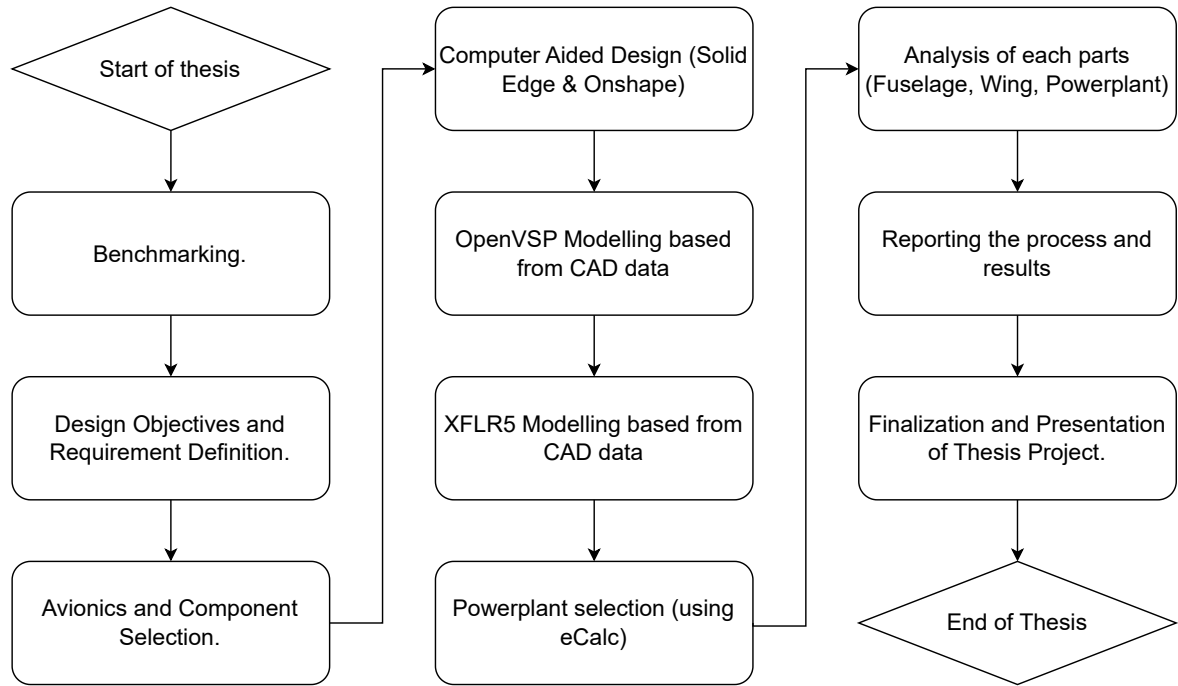 Start of thesis
Benchmarking.
Design Objectives and
Requirement Definition.
Avionics and Component
Selection.
Computer Aided Design (Solid
Edge & Onshape)
OpenVSP Modelling based
from CAD data
XFLR5 Modelling based from
CAD data
Powerplant selection (using
eCalc)
Analysis of each parts
(Fuselage, Wing, Powerplant)
Reporting the process and
results
Finalization and Presentation
of Thesis Project.
End of Thesis